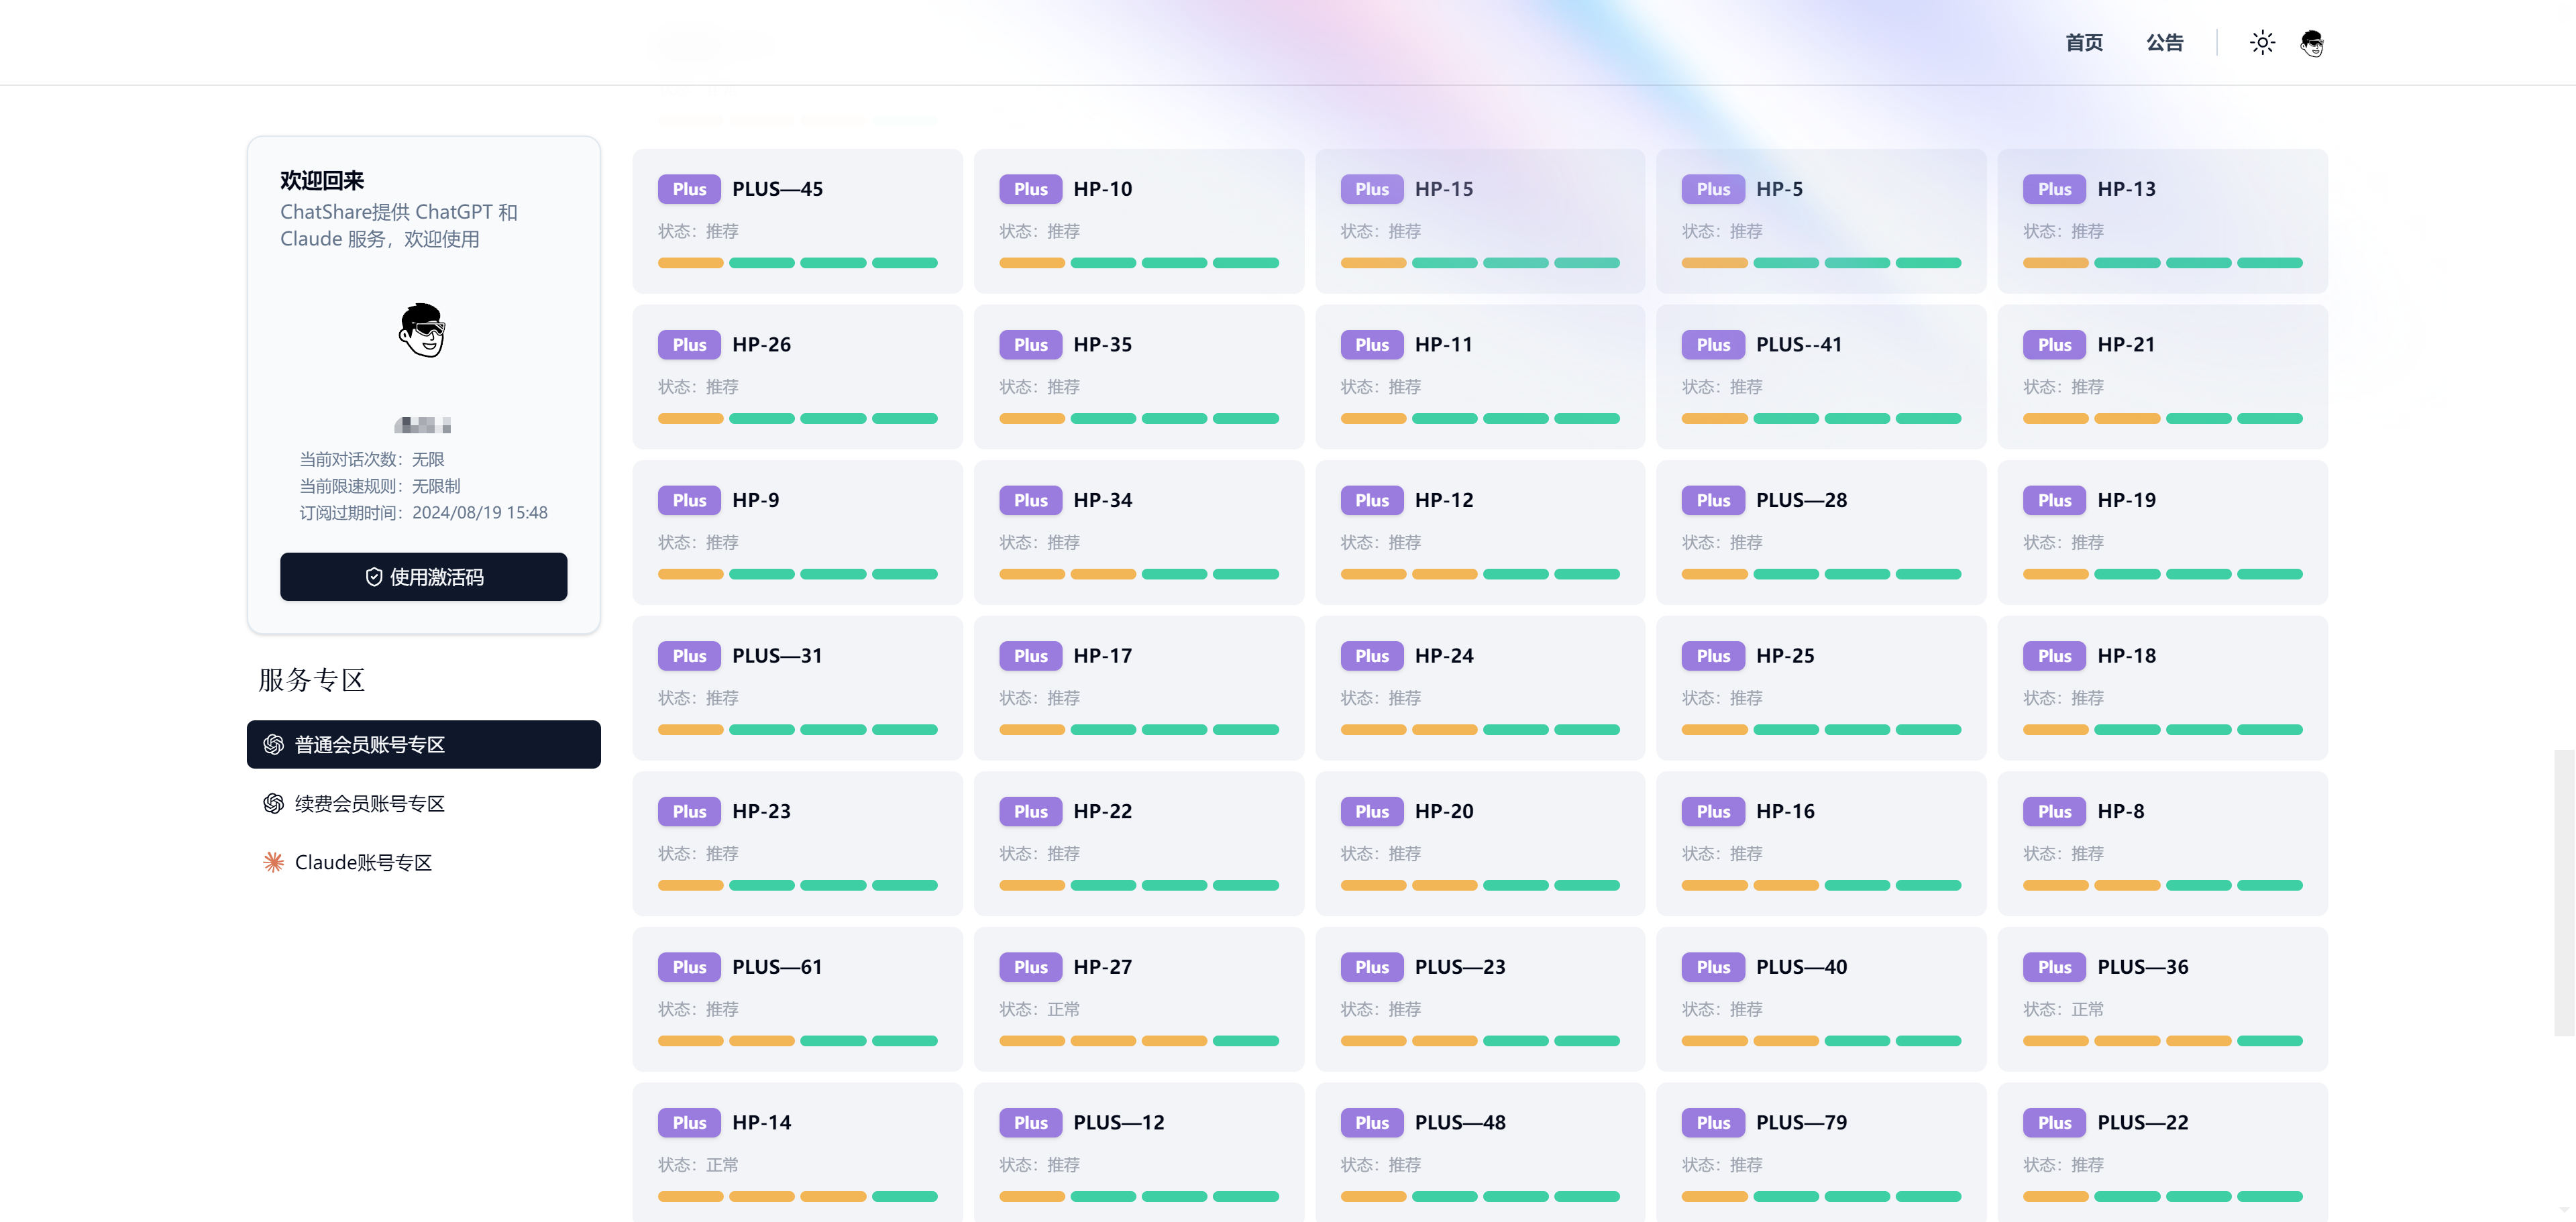 首页
公告
欢迎回来
ChatShare提供 ChatGPT 和
Claude 服务，欢迎使用
当前对话次数：无限
当前限速规则：无限制
订阅过期时间：2024/08/19 15:48
使用激活码
服务专区
普通会员账号专区
续费会员账号专区
Claude账号专区
Plus PLUS—45
状态：推荐
Plus HP-10
状态：推荐
Plus HP-15
状态：推荐
Plus HP-5
状态：推荐
Plus HP-13
状态：推荐
Plus HP-26
状态：推荐
Plus HP-35
状态：推荐
Plus HP-11
状态：推荐
Plus PLUS--41
状态：推荐
Plus HP-21
状态：推荐
Plus HP-9
状态：推荐
Plus HP-34
状态：推荐
Plus HP-12
状态：推荐
Plus PLUS—28
状态：推荐
Plus HP-19
状态：推荐
Plus PLUS—31
状态：推荐
Plus HP-17
状态：推荐
Plus HP-24
状态：推荐
Plus HP-25
状态：推荐
Plus HP-18
状态：推荐
Plus HP-23
状态：推荐
Plus HP-22
状态：推荐
Plus HP-20
状态：推荐
Plus HP-16
状态：推荐
Plus HP-8
状态：推荐
Plus PLUS—61
状态：推荐
Plus HP-27
状态：正常
Plus PLUS—23
状态：推荐
Plus PLUS—40
状态：推荐
Plus PLUS—36
状态：正常
Plus HP-14
状态：正常
Plus PLUS—12
状态：推荐
Plus PLUS—48
状态：推荐
Plus PLUS—79
状态：推荐
Plus PLUS—22
状态：推荐